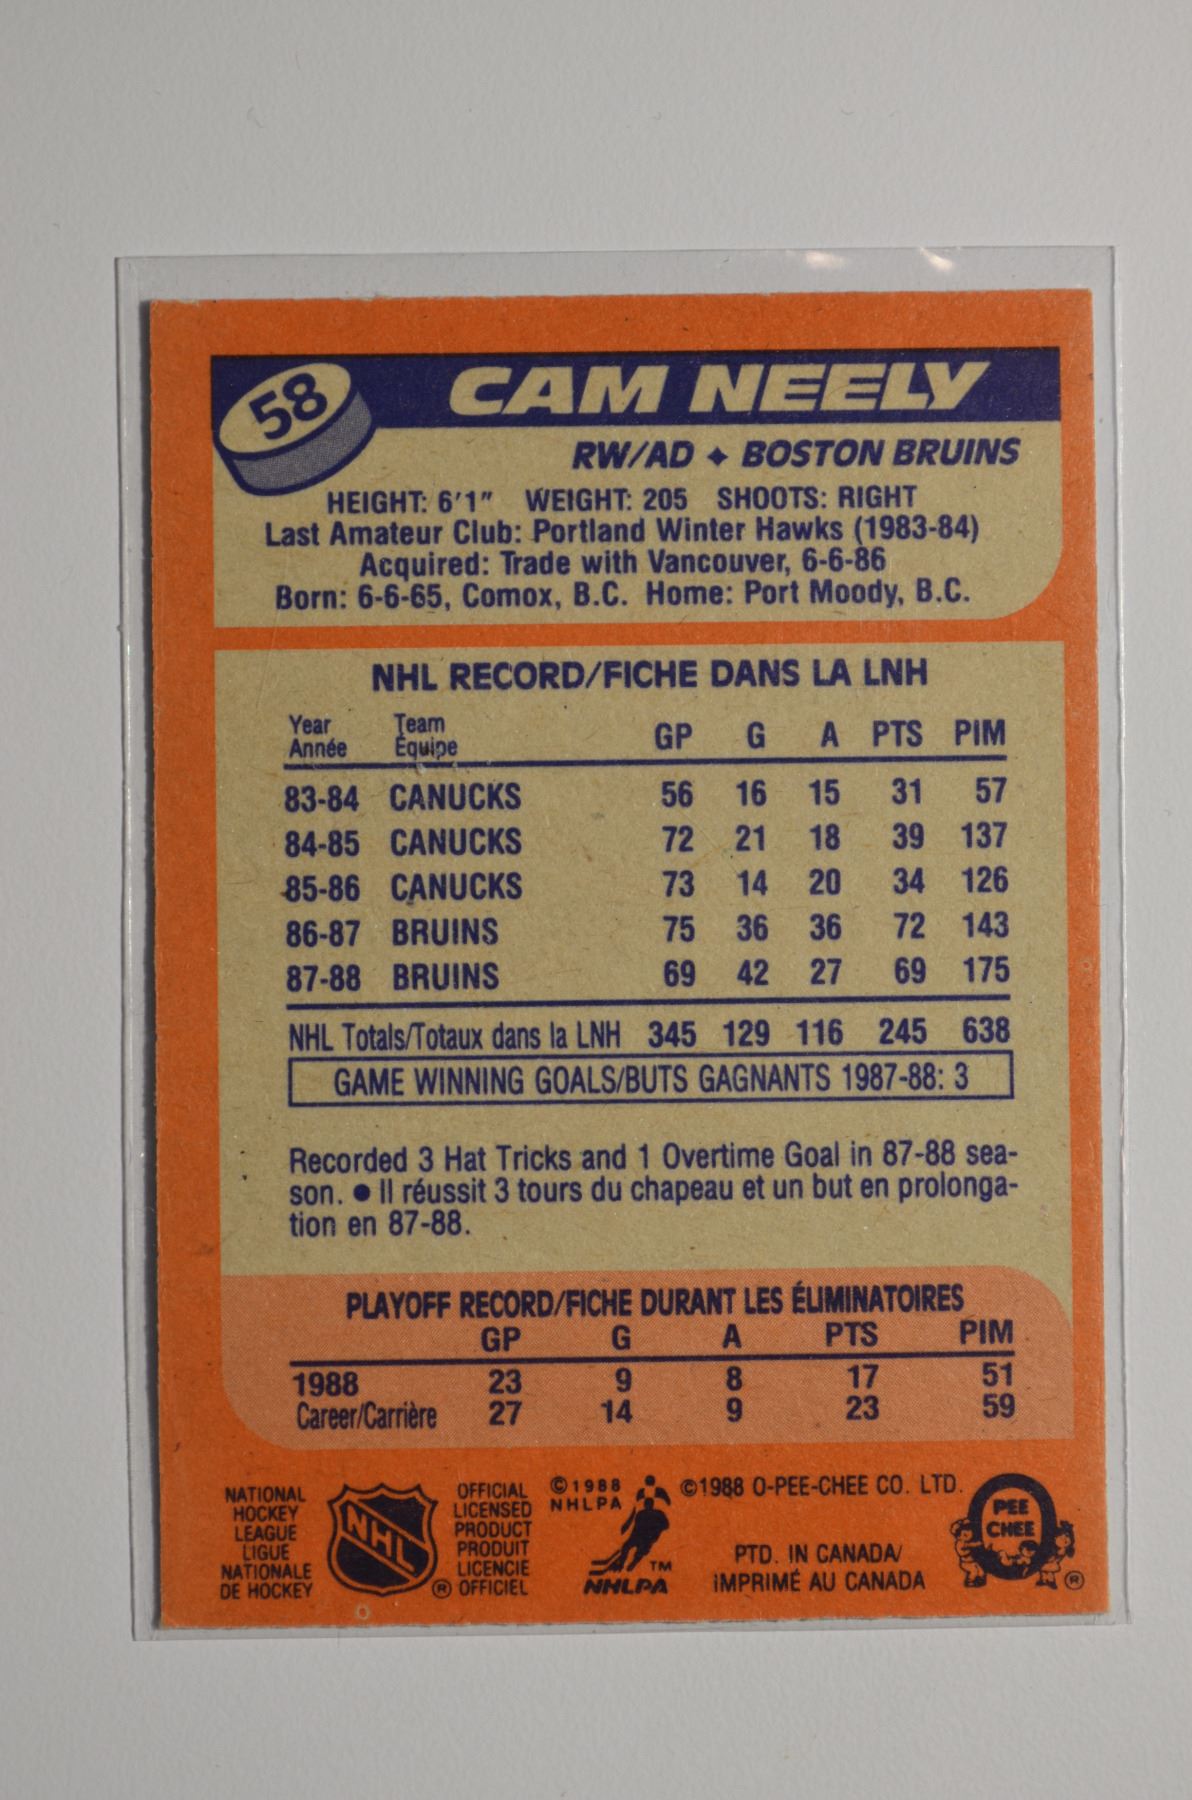 58
CAM NEELY
RW/AD ✦ BOSTON BRUINS
HEIGHT: 6'1" WEIGHT: 205 SHOOTS: RIGHT
Last Amateur Club: Portland Winter Hawks (1983-84)
Acquired: Trade with Vancouver, 6-6-86
Born: 6-6-65, Comox, B.C. Home: Port Moody, B.C.
NHL RECORD/FICHE DANS LA LNH
Year Team GP G A PTS PIM
Année Équipe
83-84 CANUCKS 56 16 15 31 57
84-85 CANUCKS 72 21 18 39 137
85-86 CANUCKS 73 14 20 34 126
86-87 BRUINS 75 36 36 72 143
87-88 BRUINS 69 42 27 69 175
NHL Totals/Totaux dans la LNH 345 129 116 245 638
GAME WINNING GOALS/BUTS GAGNANTS 1987-88: 3
Recorded 3 Hat Tricks and 1 Overtime Goal in 87-88 sea-
son. ● Il réussit 3 tours du chapeau et un but en prolonga-
tion en 87-88.
PLAYOFF RECORD/FICHE DURANT LES ÉLIMINATOIRES
GP G A PTS PIM
1988 23 9 8 17 51
Career/Carrière 27 14 9 23 59
NATIONAL
HOCKEY
LEAGUE
LIGUE
NATIONALE
DE HOCKEY
NHL
®
OFFICIAL
LICENSED
PRODUCT
PRODUIT
LICENCIE
OFFICIEL
©1988
NHLPA
TM
NHLPA
©1988 O-PEE-CHEE CO. LTD.
PTD. IN CANADA/
IMPRIMÉ AU CANADA
O
PEE
CHEE
®